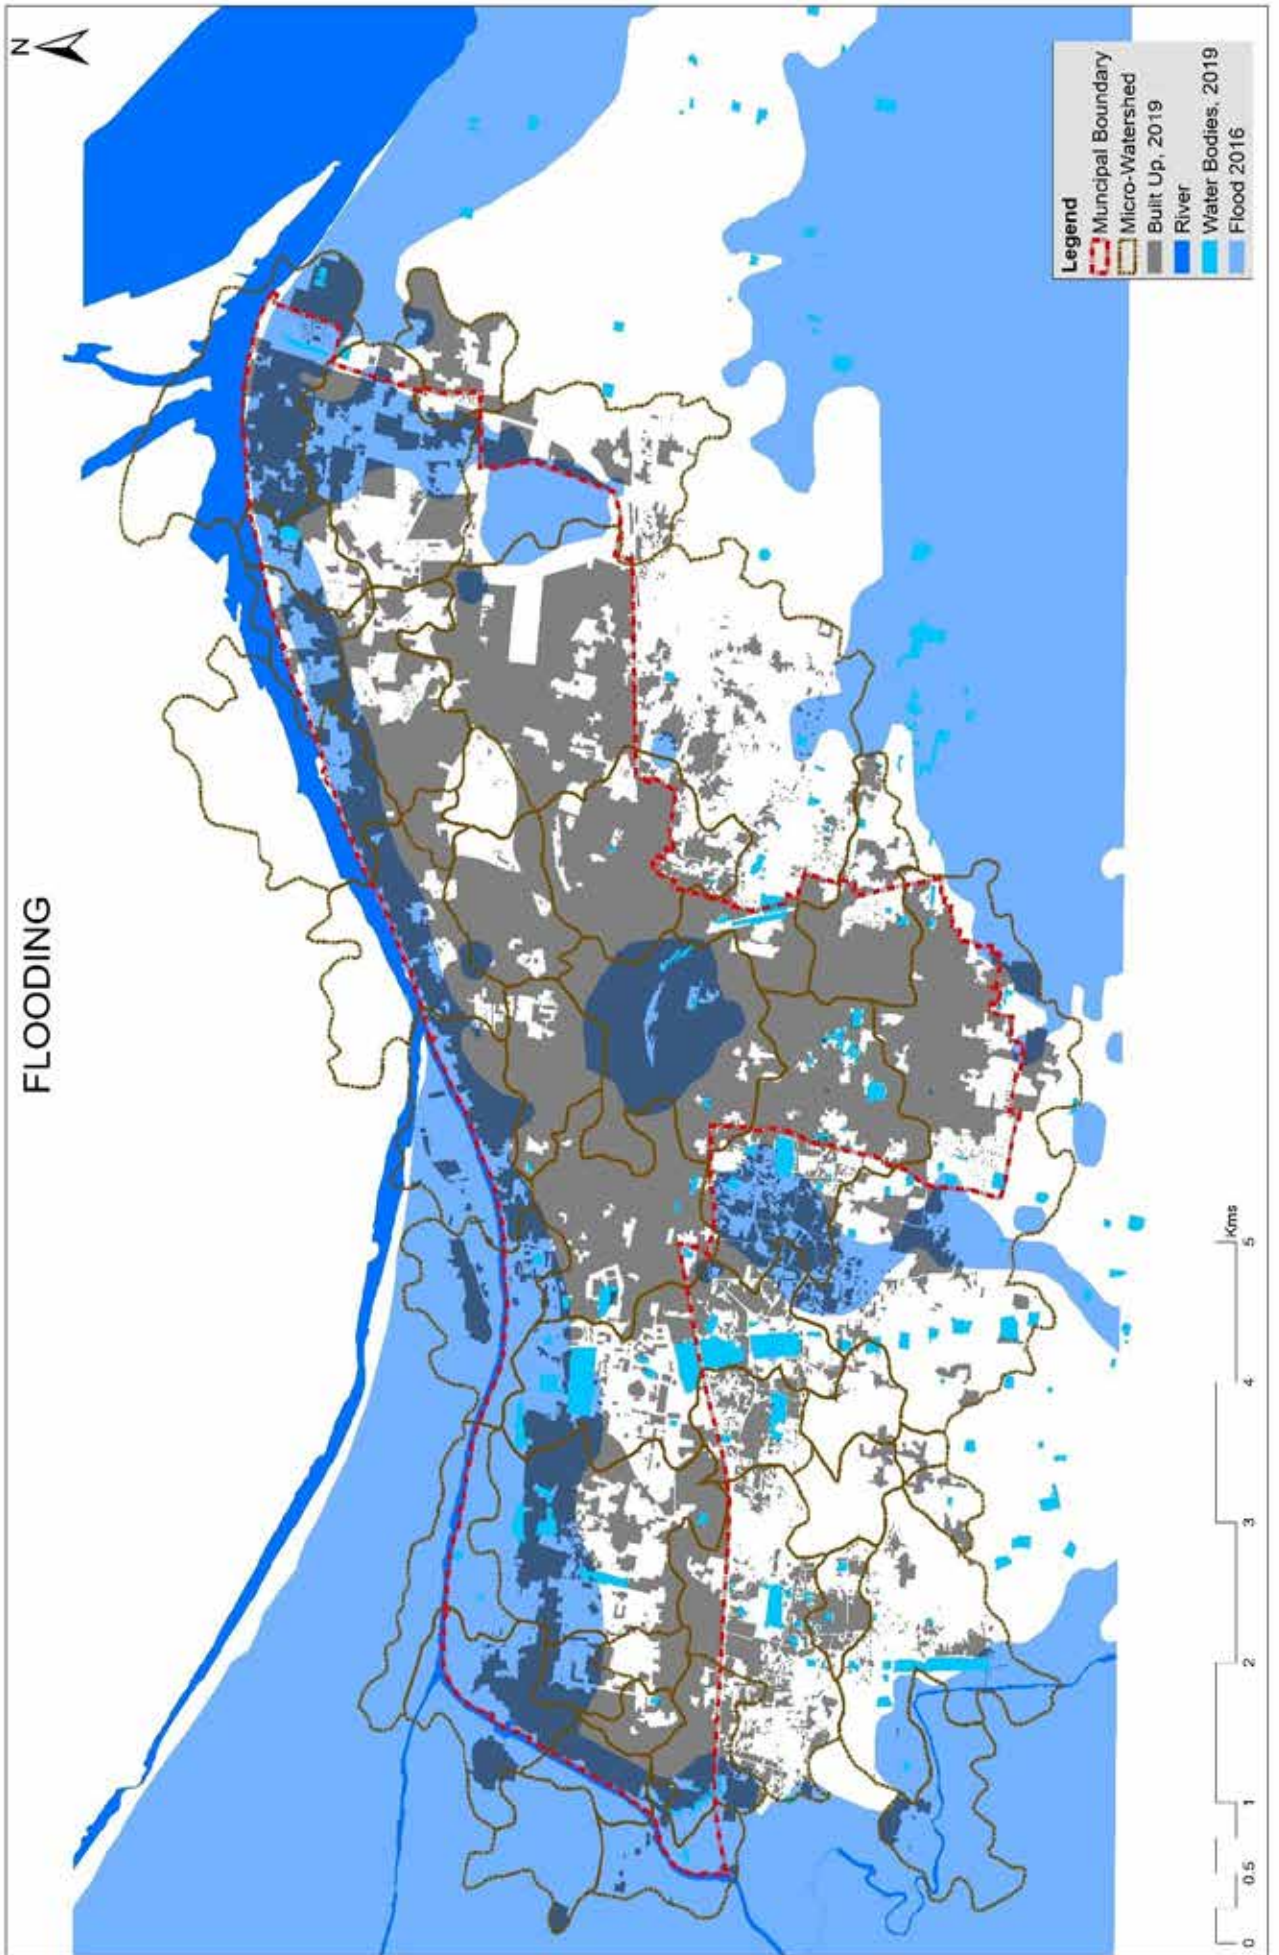 FLOODING
N
Legend
Muncipal Boundary
Micro-Watershed
Built Up, 2019
River
Water Bodies, 2019
Flood 2016
0 0.5 1 2 3 4 5
Kms